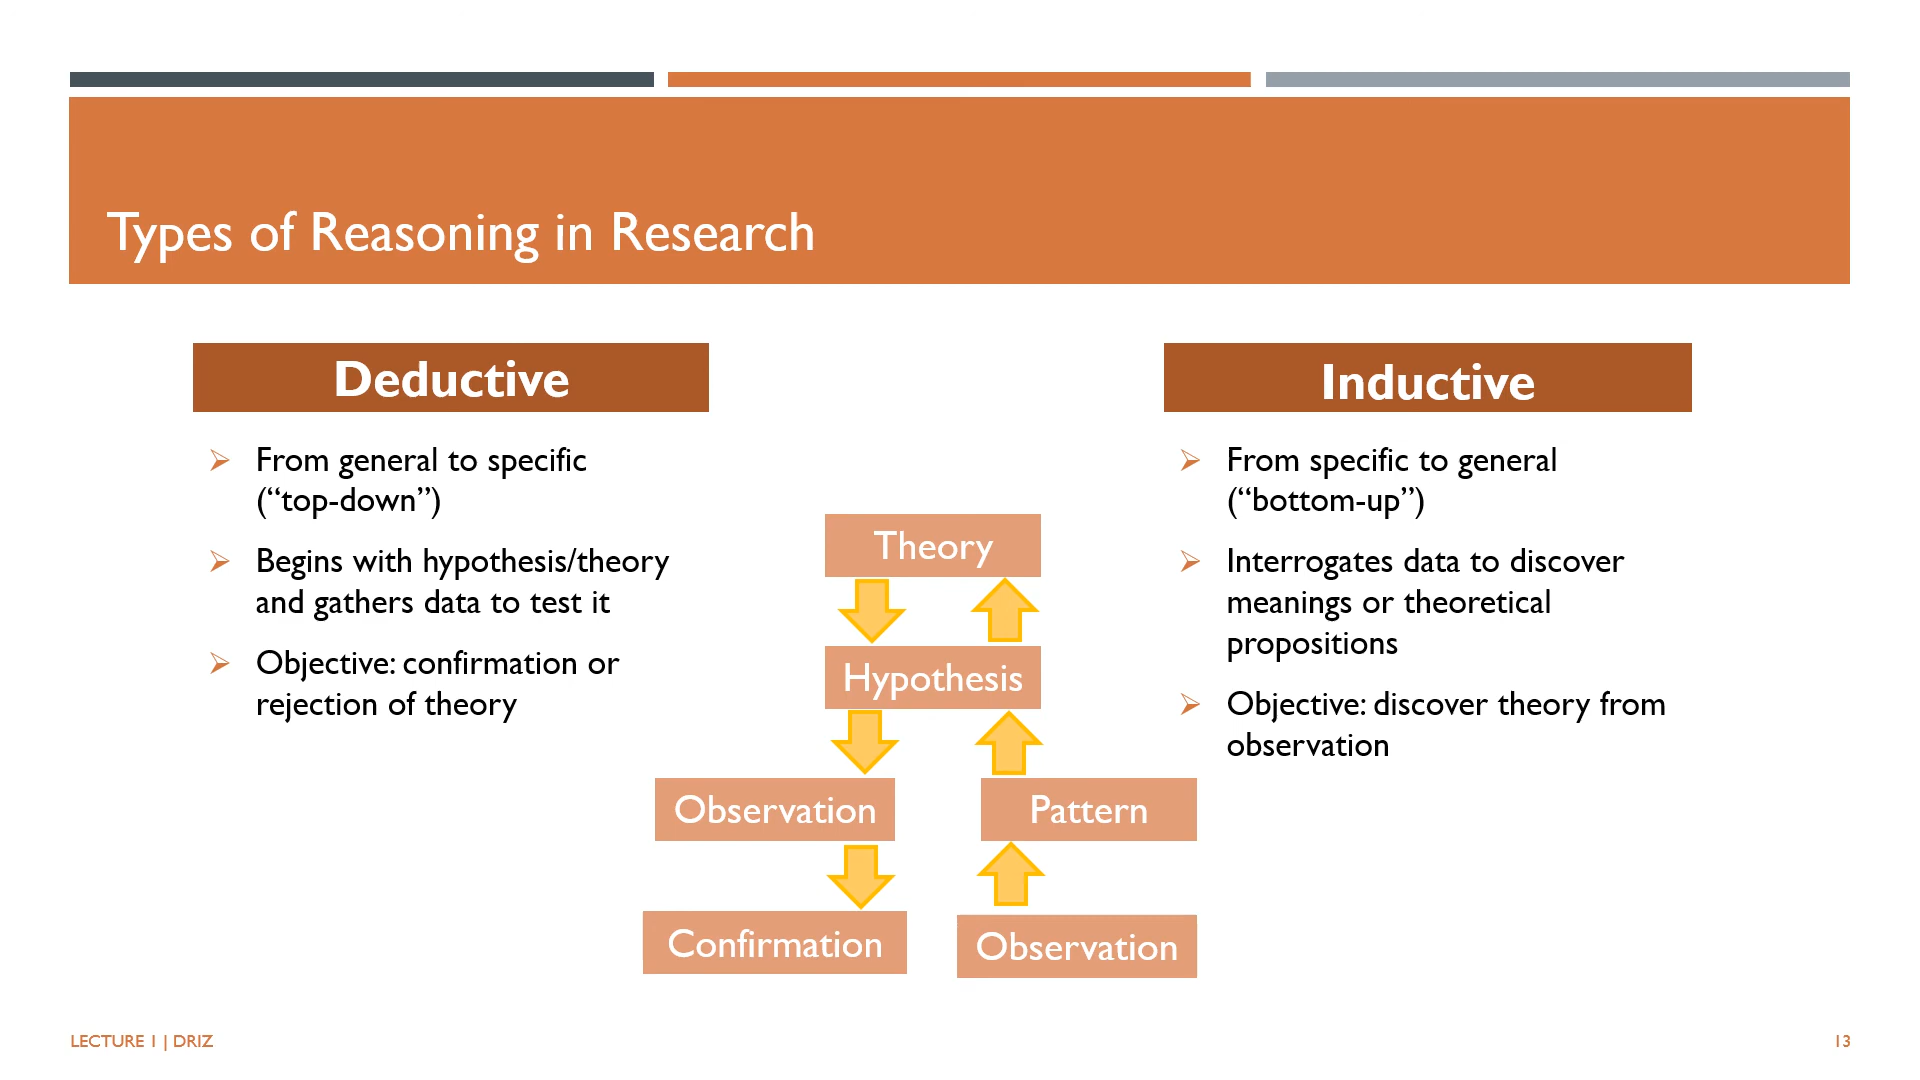 Types of Reasoning in Research
Deductive
From general to specific
(“top-down”)
Begins with hypothesis/theory
and gathers data to test it
Objective: confirmation or
rejection of theory
Theory
Hypothesis
Observation
Pattern
Confirmation
Observation
Inductive
From specific to general
(“bottom-up”)
Interrogates data to discover
meanings or theoretical
propositions
Objective: discover theory from
observation
LECTURE 1 | DRIZ
13